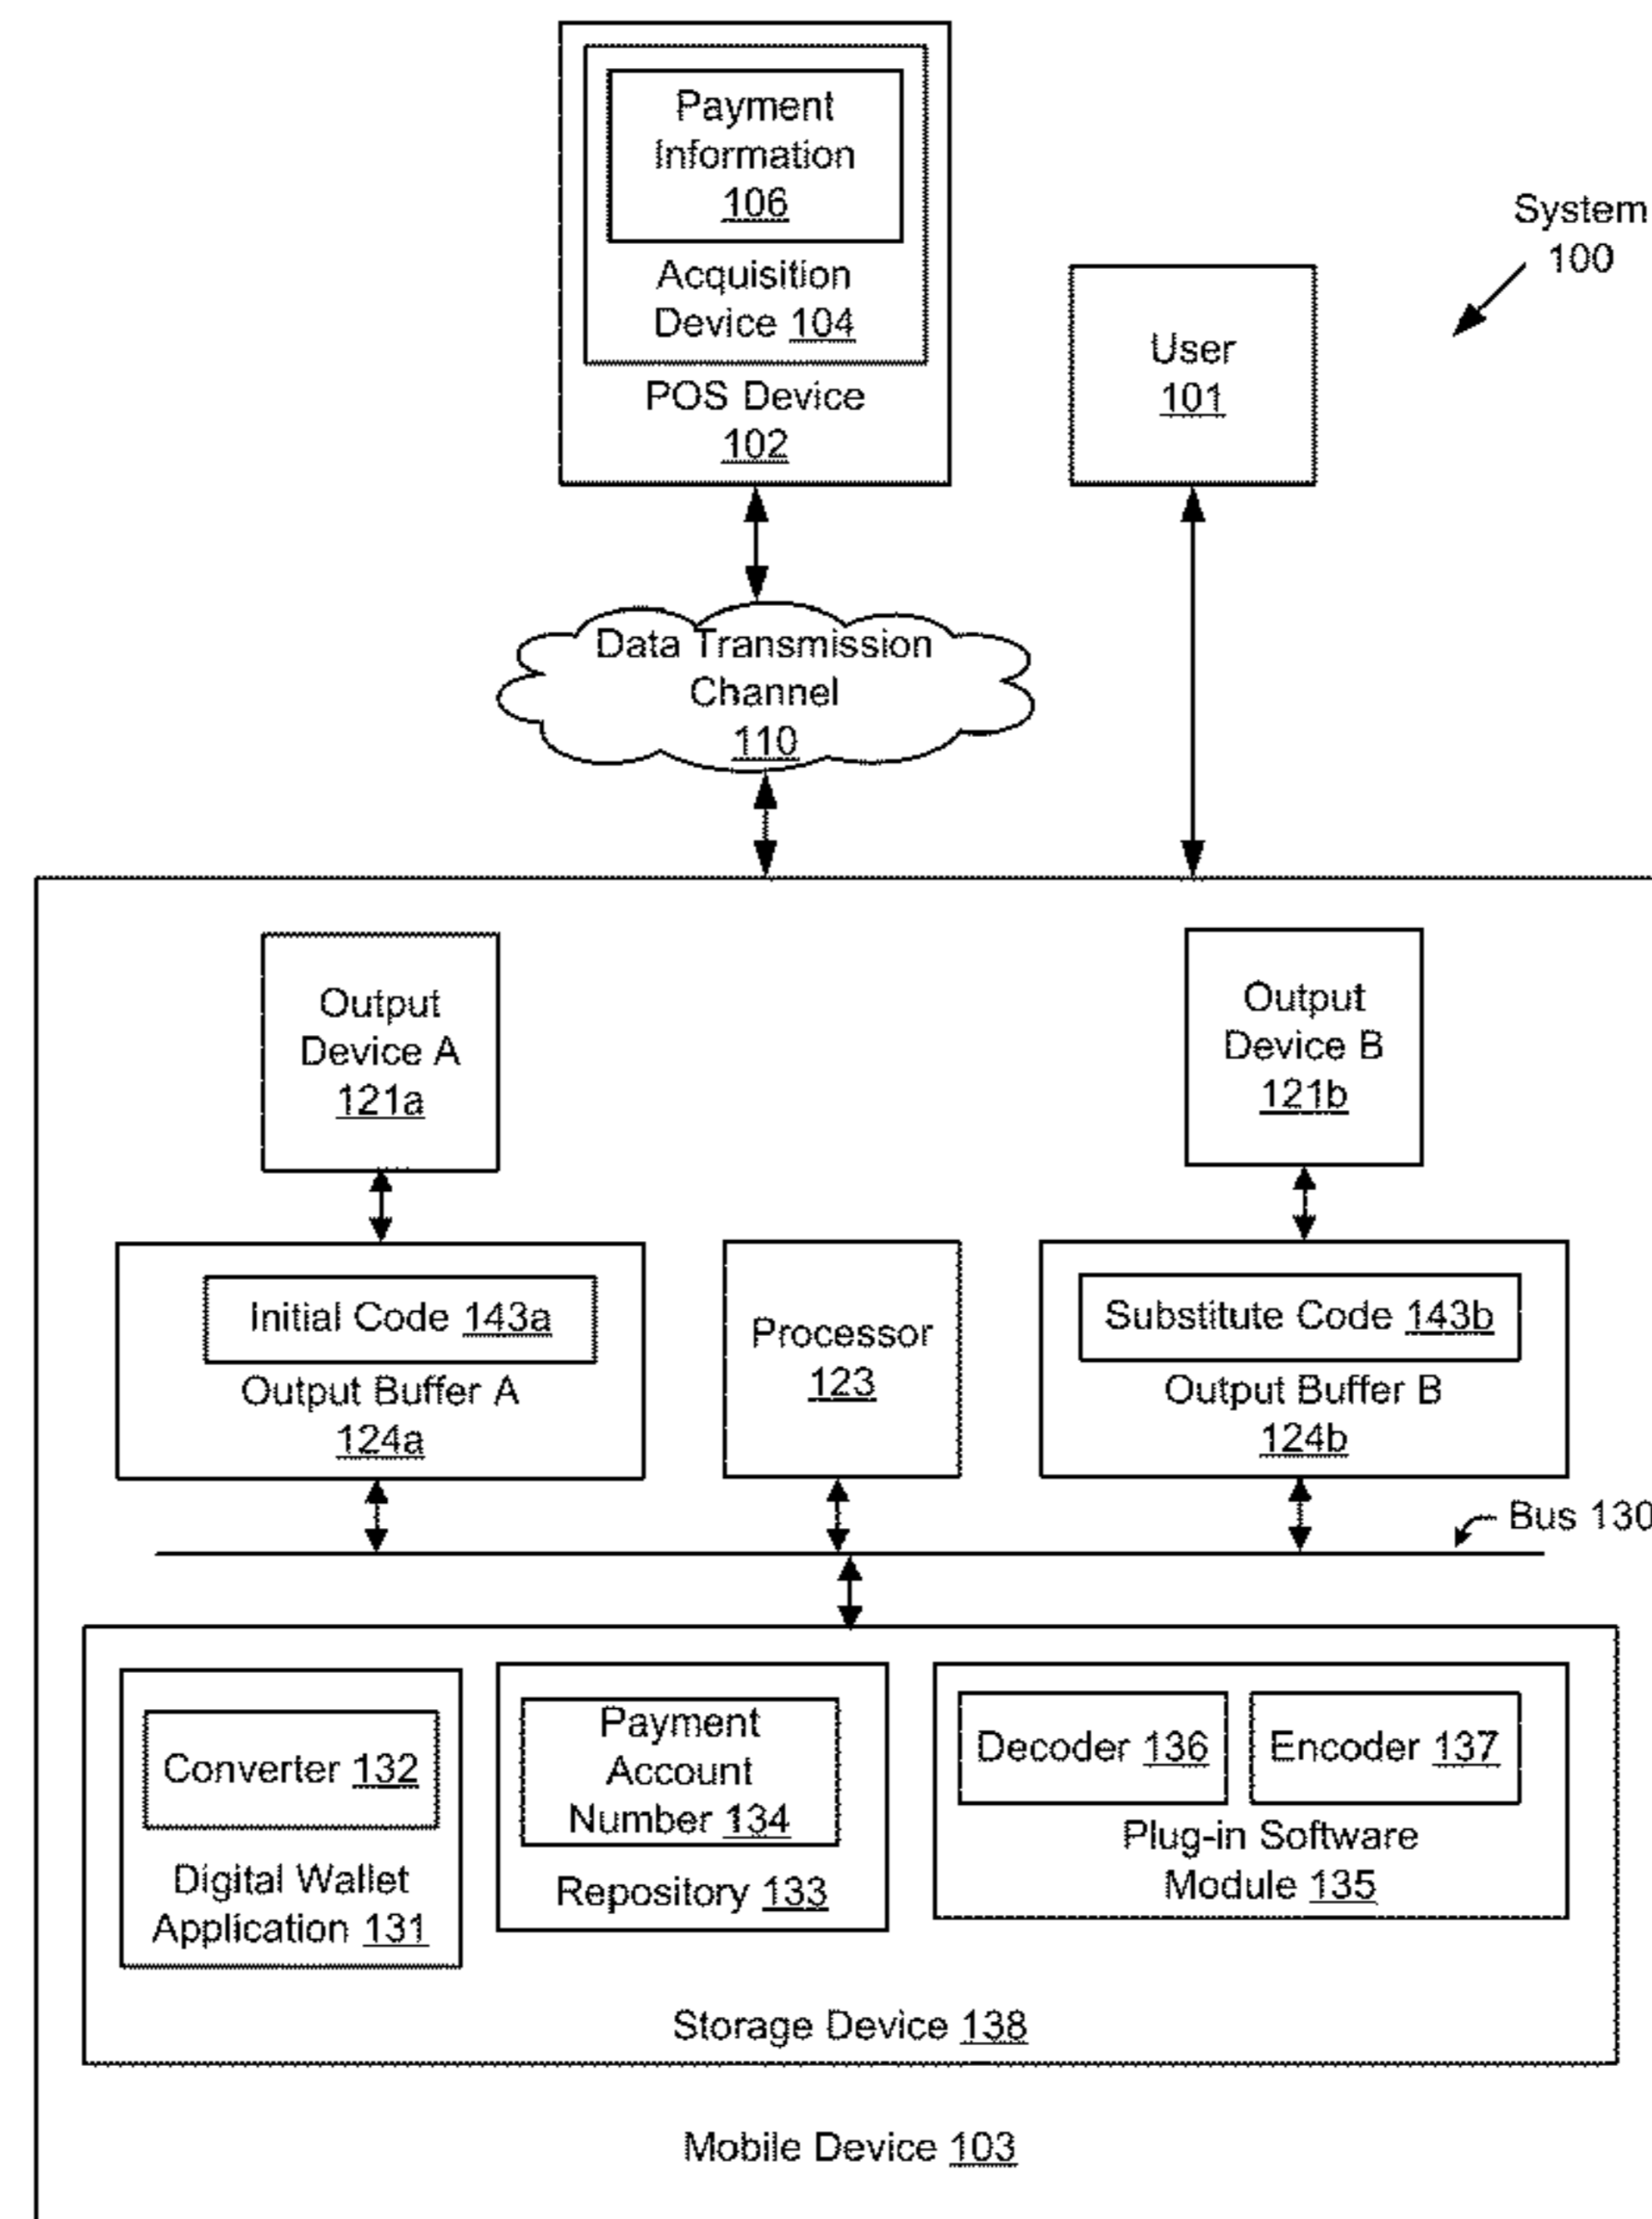 Payment
Information
106
Acquisition
Device 104
POS Device
102
System
100
User
101
Data Transmission
Channel
110
Output
Device A
121a
Output
Device B
121b
Initial Code 143a
Output Buffer A
124a
Processor
123
Substitute Code 143b
Output Buffer B
124b
Bus 130
Converter 132
Digital Wallet
Application 131
Payment
Account
Number 134
Repository 133
Decoder 136
Encoder 137
Plug-in Software
Module 135
Storage Device 138
Mobile Device 103